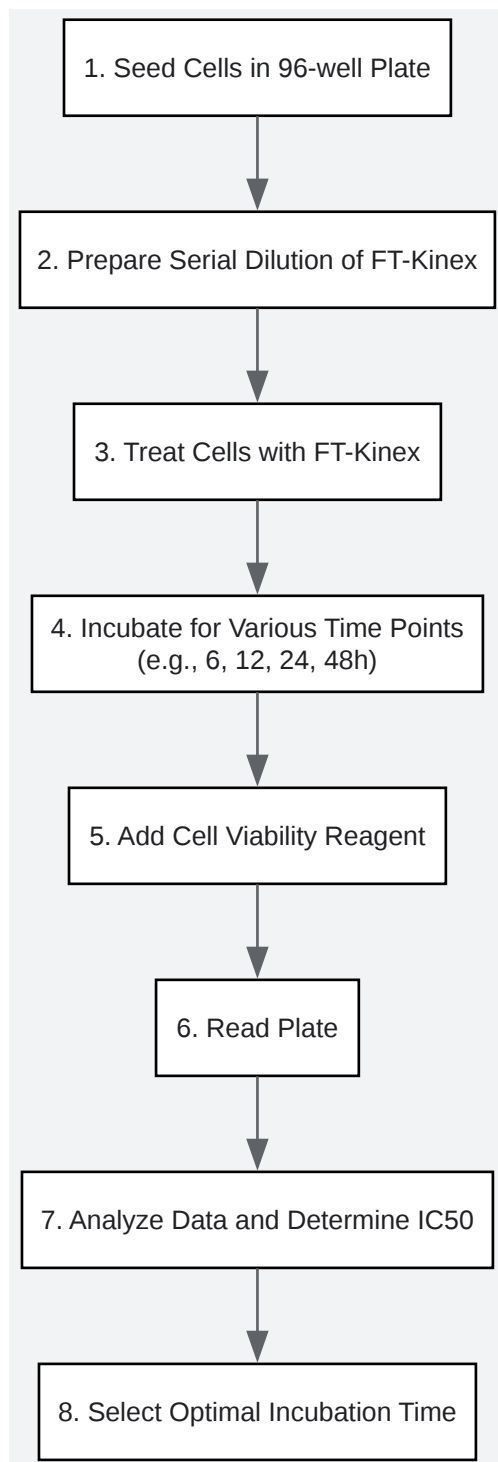 1. Seed Cells in 96-well Plate
2. Prepare Serial Dilution of FT-Kinex
3. Treat Cells with FT-Kinex
4. Incubate for Various Time Points
(e.g., 6, 12, 24, 48h)
5. Add Cell Viability Reagent
6. Read Plate
7. Analyze Data and Determine IC50
8. Select Optimal Incubation Time